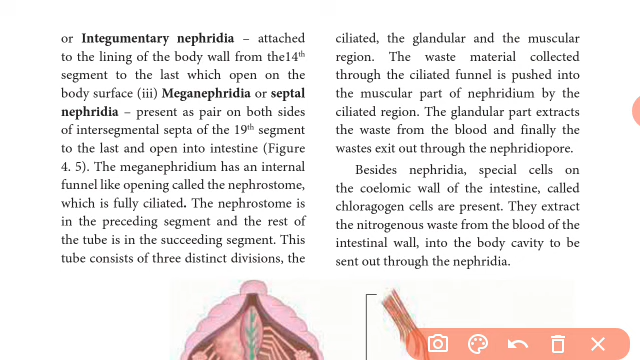 or Integumentary nephridia – attached
to the lining of the body wall from the14th
segment to the last which open on the
body surface (iii) Meganephridia or septal
nephridia – present as pair on both sides
of intersegmental septa of the 19th segment
to the last and open into intestine (Figure
4. 5). The meganephridium has an internal
funnel like opening called the nephrostome,
which is fully ciliated. The nephrostome is
in the preceding segment and the rest of
the tube is in the succeeding segment. This
tube consists of three distinct divisions, the
ciliated, the glandular and the muscular
region. The waste material collected
through the ciliated funnel is pushed into
the muscular part of nephridium by the
ciliated region. The glandular part extracts
the waste from the blood and finally the
wastes exit out through the nephridiopore.
Besides nephridia, special cells on
the coelomic wall of the intestine, called
chloragogen cells are present. They extract
the nitrogenous waste from the blood of the
intestinal wall, into the body cavity to be
sent out through the nephridia.